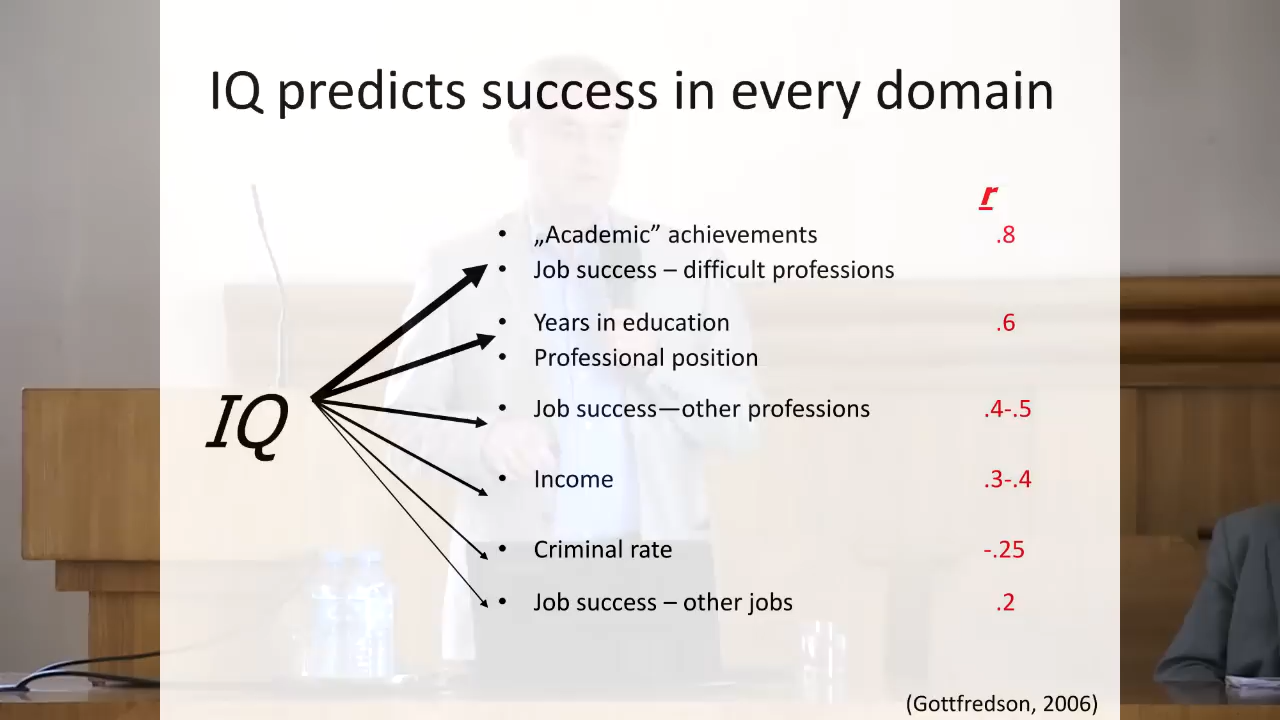 IQ predicts success in every domain
r
• „Academic” achievements .8
• Job success – difficult professions
• Years in education .6
• Professional position
IQ
• Job success—other professions .4-.5
• Income .3-.4
• Criminal rate -.25
• Job success – other jobs .2
(Gottfredson, 2006)